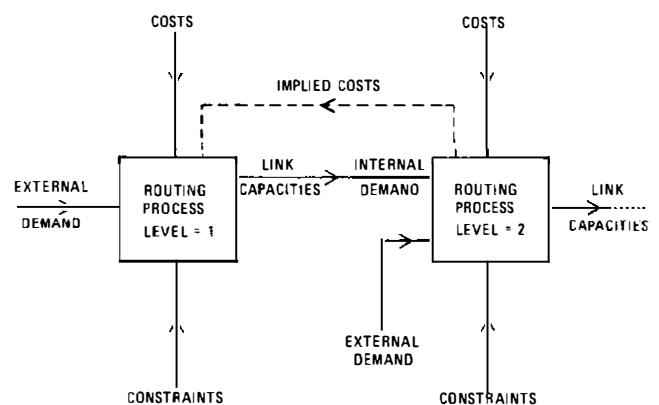 COSTS
COSTS
IMPLIED COSTS
EXTERNAL
DEMAND
ROUTING
PROCESS
LEVEL = 1
LINK
CAPACITIES
INTERNAL
DEMAND
ROUTING
PROCESS
LEVEL = 2
LINK
CAPACITIES
EXTERNAL
DEMAND
CONSTRAINTS
CONSTRAINTS